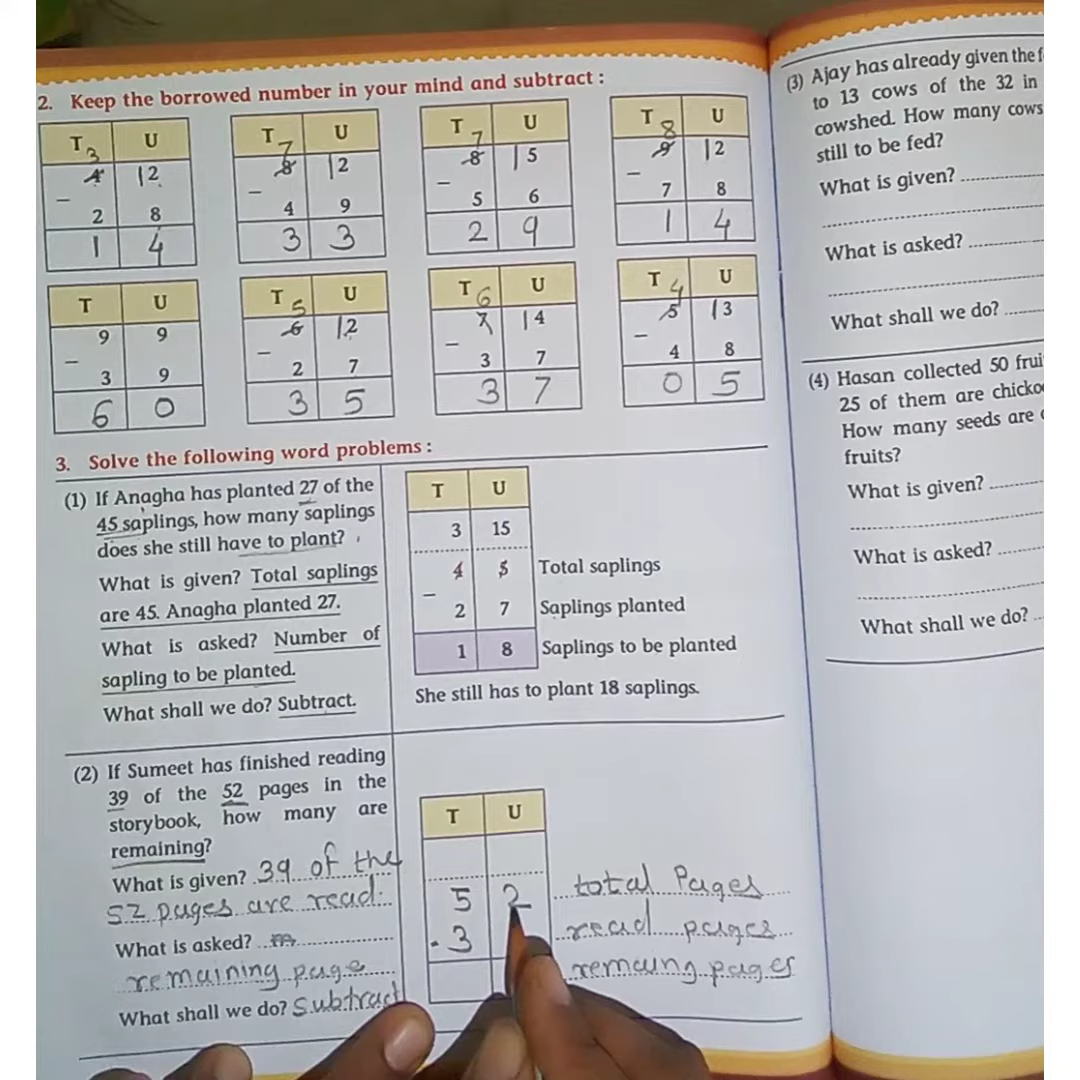 2. Keep the borrowed number in your mind and subtract :
T U
3
4 12
- 2 8
1 4
T U
7
8 12
- 4 9
3 3
T U
7
8 15
- 5 6
2 9
T U
8
9 12
- 7 8
1 4
T U
9 9
- 3 9
6 0
T U
5
6 12
- 2 7
3 5
T U
6
7 14
- 3 7
3 7
T U
4
5 13
- 4 8
0 5
3. Solve the following word problems :
(1) If Anagha has planted 27 of the
45 saplings, how many saplings
does she still have to plant?
What is given? Total saplings
are 45. Anagha planted 27.
What is asked? Number of
sapling to be planted.
What shall we do? Subtract.
T U
3 15
4 5 Total saplings
- 2 7 Saplings planted
1 8 Saplings to be planted
She still has to plant 18 saplings.
(2) If Sumeet has finished reading
39 of the 52 pages in the
storybook, how many are
remaining?
What is given? 39 of the
52 pages are read.
What is asked?
remaining page
What shall we do? Subtract
T U
5 2 total Pages
- 3 read pages
remaung pages
(3) Ajay has already given the
to 13 cows of the 32 in
cowshed. How many cows
still to be fed?
What is given?
What is asked?
What shall we do?
(4) Hasan collected 50
25 of them are
How many seeds are
fruits?
What is given?
What is asked?
What shall we do?